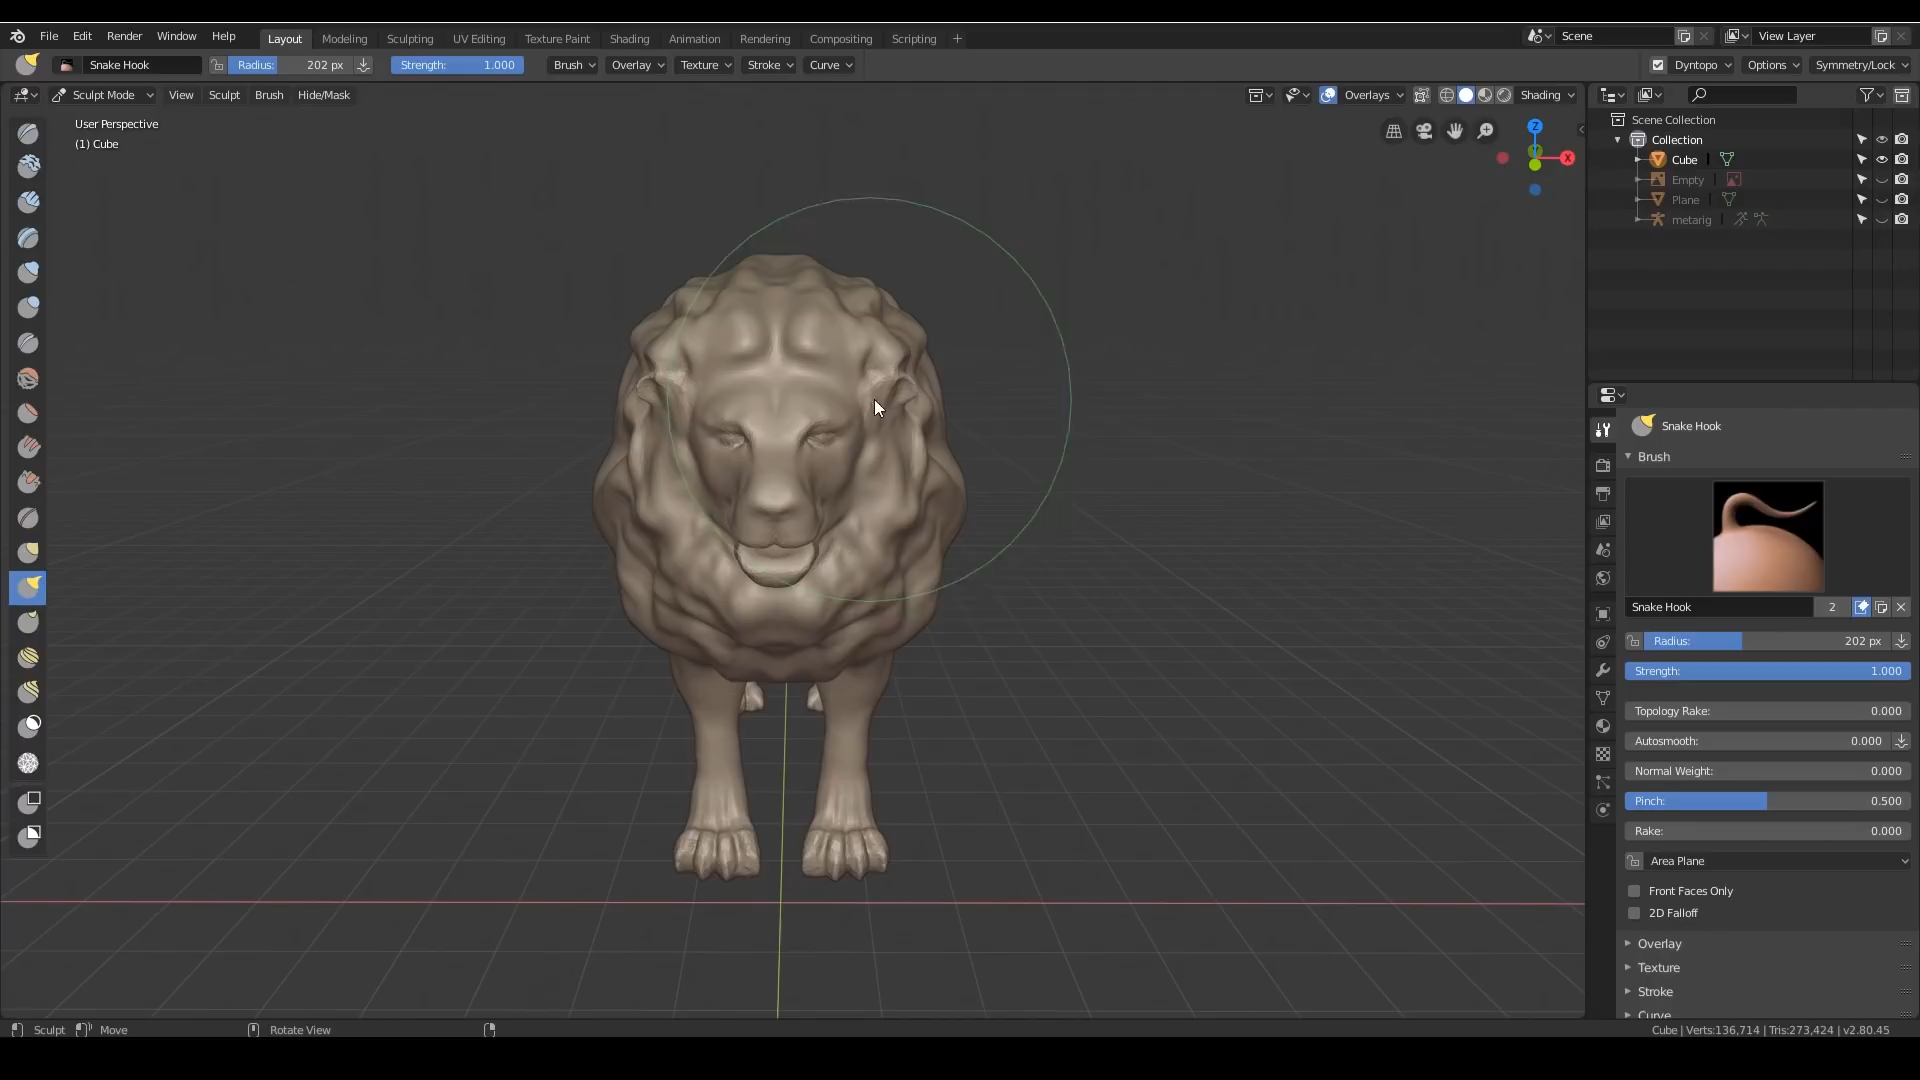 File Edit Render Window Help Layout Modeling Sculpting UV Editing Texture Paint Shading Animation Rendering Compositing Scripting + Scene View Layer
Snake Hook Radius: 202 px Strength: 1.000 Brush Overlay Texture Stroke Curve Dyntopo Options Symmetry/Lock
Sculpt Mode View Sculpt Brush Hide/Mask Overlays Shading
User Perspective
(1) Cube
Z
X
Scene Collection
Collection
Cube
Empty
Plane
metarig
Snake Hook
Brush
Snake Hook 2
Radius: 202 px
Strength: 1.000
Topology Rake: 0.000
Autosmooth: 0.000
Normal Weight: 0.000
Pinch: 0.500
Rake: 0.000
Area Plane
Front Faces Only
2D Falloff
Overlay
Texture
Stroke
Curve
Sculpt Move Rotate View Cube | Verts:136,714 | Tris:273,424 | v2.80.45